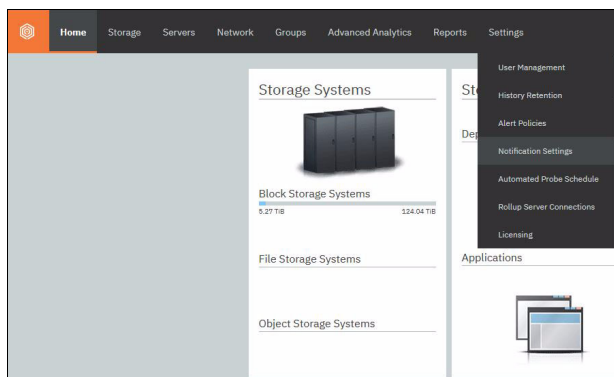 Home Storage Servers Network Groups Advanced Analytics Reports Settings
User Management
History Retention
Alert Policies
Notification Settings
Automated Probe Schedule
Rollup Server Connections
Licensing
Storage Systems
Block Storage Systems
5.27 TiB 124.04 TiB
File Storage Systems
Object Storage Systems
St
Dep
Applications